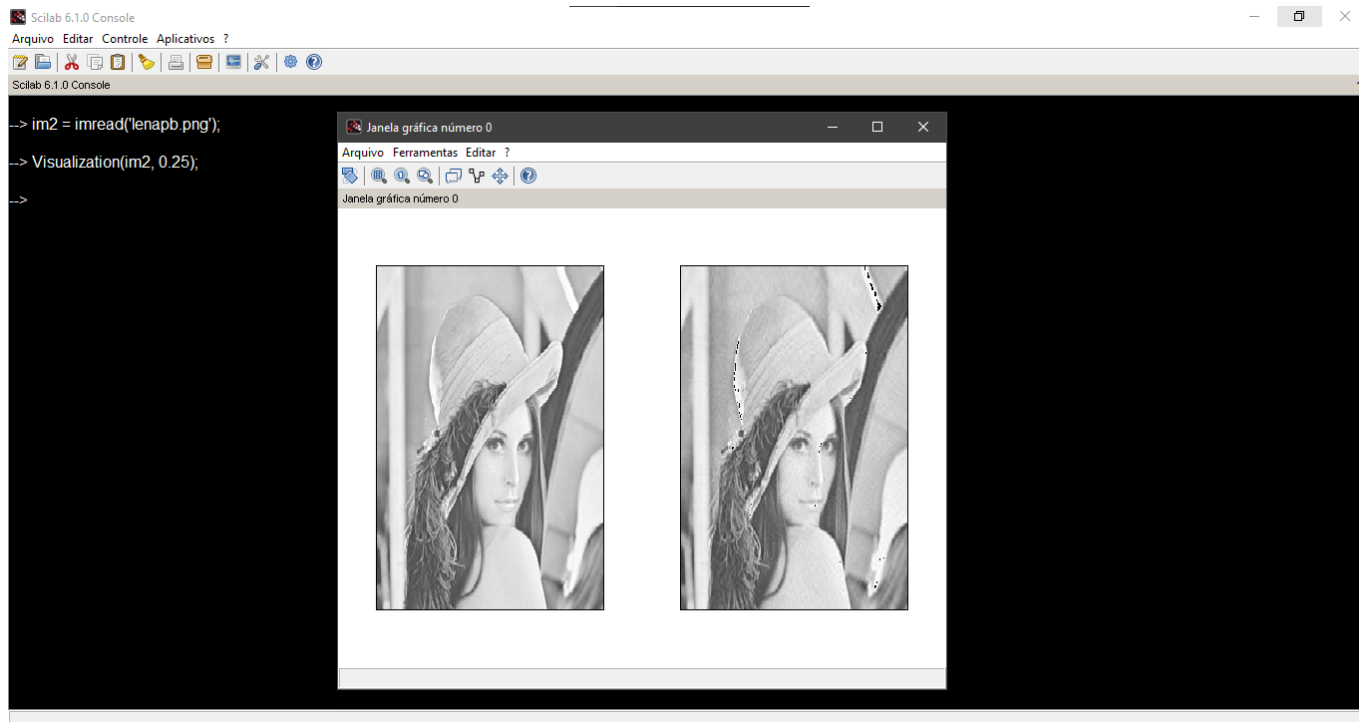 Scilab 6.1.0 Console
Arquivo Editar Controle Aplicativos ?
Scilab 6.1.0 Console
--> im2 = imread('lenapb.png');
--> Visualization(im2, 0.25);
-->
Janela gráfica número 0
Arquivo Ferramentas Editar ?
Janela gráfica número 0